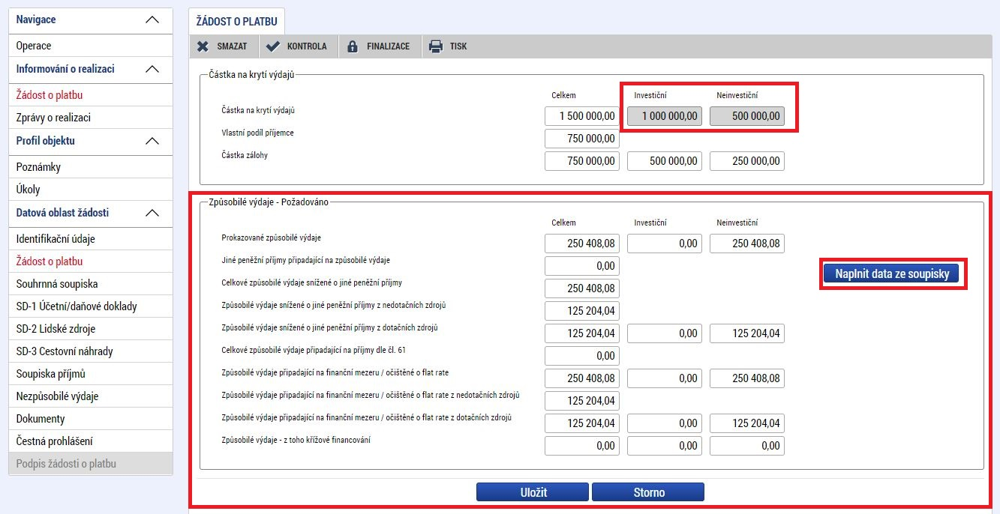 Navigace
Operace
Informování o realizaci
Žádost o platbu
Zprávy o realizaci
Profil objektu
Poznámky
Úkoly
Datová oblast žádosti
Identifikační údaje
Žádost o platbu
Souhrnná soupiska
SD-1 Účetní/daňové doklady
SD-2 Lidské zdroje
SD-3 Cestovní náhrady
Soupiska příjmů
Nezpůsobilé výdaje
Dokumenty
Čestná prohlášení
Podpis žádosti o platbu
ŽÁDOST O PLATBU
SMAZAT KONTROLA FINALIZACE TISK
Částka na krytí výdajů
Celkem Investiční Neinvestiční
Částka na krytí výdajů 1 500 000,00 1 000 000,00 500 000,00
Vlastní podíl příjemce 750 000,00
Částka zálohy 750 000,00 500 000,00 250 000,00
Způsobilé výdaje - Požadováno
Celkem Investiční Neinvestiční
Prokazované způsobilé výdaje 250 408,08 0,00 250 408,08
Jiné peněžní příjmy připadající na způsobilé výdaje 0,00
Naplnit data ze soupisky
Celkové způsobilé výdaje snížené o jiné peněžní příjmy 250 408,08
Způsobilé výdaje snížené o jiné peněžní příjmy z nedotačních zdrojů 125 204,04
Způsobilé výdaje snížené o jiné peněžní příjmy z dotačních zdrojů 125 204,04 0,00 125 204,04
Celkové způsobilé výdaje připadající na příjmy dle čl. 61 0,00
Způsobilé výdaje připadající na finanční mezeru / očištěné o flat rate 250 408,08 0,00 250 408,08
Způsobilé výdaje připadající na finanční mezeru / očištěné o flat rate z nedotačních zdrojů 125 204,04
Způsobilé výdaje připadající na finanční mezeru / očištěné o flat rate z dotačních zdrojů 125 204,04 0,00 125 204,04
Způsobilé výdaje - z toho křížové financování 0,00 0,00 0,00
Uložit Storno